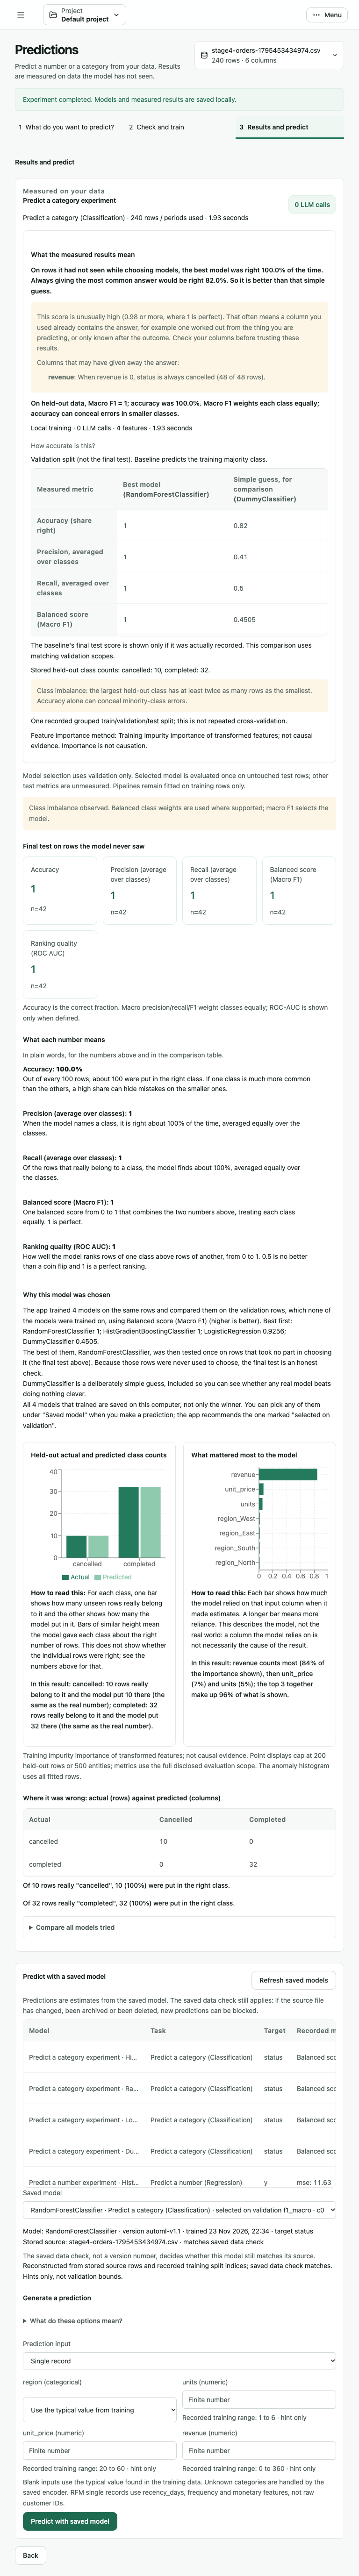 Project
Default project
Menu
Predictions
Predict a number or a category from your data. Results
are measured on data the model has not seen.
stage4-orders-1795453434974.csv
240 rows · 6 columns
Experiment completed. Models and measured results are saved locally.
1 What do you want to predict?
2 Check and train
3 Results and predict
Results and predict
Measured on your data
Predict a category experiment
0 LLM calls
Predict a category (Classification) · 240 rows / periods used · 1.93 seconds
What the measured results mean
On rows it had not seen while choosing models, the best model was right 100.0% of the time.
Always giving the most common answer would be right 82.0%. So it is better than that simple
guess.
This score is unusually high (0.98 or more, where 1 is perfect). That often means a column you
used already contains the answer, for example one worked out from the thing you are
predicting, or only known after the outcome. Check your columns before trusting these
results.
Columns that may have given away the answer:
revenue: When revenue is 0, status is always cancelled (48 of 48 rows).
On held-out data, Macro F1 = 1; accuracy was 100.0%. Macro F1 weights each class equally;
accuracy can conceal errors in smaller classes.
Local training · 0 LLM calls · 4 features · 1.93 seconds
How accurate is this?
Validation split (not the final test). Baseline predicts the training majority class.
Measured metric
Best model
(RandomForestClassifier)
Simple guess, for
comparison
(DummyClassifier)
Accuracy (share
right)
1
0.82
Precision, averaged
over classes
1
0.41
Recall, averaged over
classes
1
0.5
Balanced score
(Macro F1)
1
0.4505
The baseline's final test score is shown only if it was actually recorded. This comparison uses
matching validation scopes.
Stored held-out class counts: cancelled: 10, completed: 32.
Class imbalance: the largest held-out class has at least twice as many rows as the smallest.
Accuracy alone can conceal minority-class errors.
One recorded grouped train/validation/test split; this is not repeated cross-validation.
Feature importance method: Training impurity importance of transformed features; not causal
evidence. Importance is not causation.
Model selection uses validation only. Selected model is evaluated once on untouched test rows; other
test metrics are unmeasured. Pipelines remain fitted on training rows only.
Class imbalance observed. Balanced class weights are used where supported; macro F1 selects the
model.
Final test on rows the model never saw
Accuracy
1
n=42
Precision (average
over classes)
1
n=42
Recall (average
over classes)
1
n=42
Balanced score
(Macro F1)
1
n=42
Ranking quality
(ROC AUC)
1
n=42
Accuracy is the correct fraction. Macro precision/recall/F1 weight classes equally; ROC-AUC is shown
only when defined.
What each number means
In plain words, for the numbers above and in the comparison table.
Accuracy: 100.0%
Out of every 100 rows, about 100 were put in the right class. If one class is much more common
than the others, a high share can hide mistakes on the smaller ones.
Precision (average over classes): 1
When the model names a class, it is right about 100% of the time, averaged equally over the
classes.
Recall (average over classes): 1
Of the rows that really belong to a class, the model finds about 100%, averaged equally over
the classes.
Balanced score (Macro F1): 1
One balanced score from 0 to 1 that combines the two numbers above, treating each class
equally. 1 is perfect.
Ranking quality (ROC AUC): 1
How well the model ranks rows of one class above rows of another, from 0 to 1. 0.5 is no better
than a coin flip and 1 is a perfect ranking.
Why this model was chosen
The app trained 4 models on the same rows and compared them on the validation rows, which none of
the models were trained on, using Balanced score (Macro F1) (higher is better). Best first:
RandomForestClassifier 1; HistGradientBoostingClassifier 1; LogisticRegression 0.9256;
DummyClassifier 0.4505.
The best of them, RandomForestClassifier, was then tested once on rows that took no part in choosing
it (the final test above). Because those rows were never used to choose, the final test is an honest
check.
DummyClassifier is a deliberately simple guess, included so you can see whether any real model beats
doing nothing clever.
All 4 models that trained are saved on this computer, not only the winner. You can pick any of them
under "Saved model" when you make a prediction; the app recommends the one marked "selected on
validation".
Held-out actual and predicted class counts
40
30
20
10
0
cancelled
completed
Actual
Predicted
How to read this: For each class, one bar
shows how many unseen rows really belong
to it and the other shows how many the
model put in it. Bars of similar height mean
the model gave each class about the right
number of rows. This does not show whether
the individual rows were right; see the
numbers above for that.
In this result: cancelled: 10 rows really
belong to it and the model put 10 there (the
same as the real number); completed: 32
rows really belong to it and the model put
32 there (the same as the real number).
What mattered most to the model
revenue
unit_price
units
region_West
region_East
region_South
region_North
0 0.2 0.4 0.6 0.8 1
How to read this: Each bar shows how much
the model relied on that input column when it
made estimates. A longer bar means more
reliance. This describes the model, not the
real world: a column the model relies on is
not necessarily the cause of the result.
In this result: revenue counts most (84% of
the importance shown), then unit_price
(7%) and units (5%); the top 3 together
make up 96% of what is shown.
Training impurity importance of transformed features; not causal evidence. Point displays cap at 200
held-out rows or 500 entities; metrics use the full disclosed evaluation scope. The anomaly histogram
uses all fitted rows.
Where it was wrong: actual (rows) against predicted (columns)
Actual
Cancelled
Completed
cancelled
10
0
completed
0
32
Of 10 rows really "cancelled", 10 (100%) were put in the right class.
Of 32 rows really "completed", 32 (100%) were put in the right class.
Compare all models tried
Predict with a saved model
Refresh saved models
Predictions are estimates from the saved model. The saved data check still applies: if the source file
has changed, been archived or been deleted, new predictions can be blocked.
Model
Task
Target
Recorded m
Predict a category experiment · Hi...
Predict a category (Classification)
status
Balanced sco
Predict a category experiment · Ra...
Predict a category (Classification)
status
Balanced sco
Predict a category experiment · Lo...
Predict a category (Classification)
status
Balanced sco
Predict a category experiment · Du...
Predict a category (Classification)
status
Balanced sco
Predict a number experiment · Hist...
Predict a number (Regression)
y
mse: 11.63
Saved model
RandomForestClassifier · Predict a category (Classification) · selected on validation f1_macro · c0
Model: RandomForestClassifier · version automl-v1.1 · trained 23 Nov 2026, 22:34 · target status
Stored source: stage4-orders-1795453434974.csv · matches saved data check
The saved data check, not a version number, decides whether this model still matches its source.
Reconstructed from stored source rows and recorded training split indices; saved data check matches.
Hints only, not validation bounds.
Generate a prediction
What do these options mean?
Prediction input
Single record
region (categorical)
Use the typical value from training
units (numeric)
Finite number
Recorded training range: 1 to 6 · hint only
unit_price (numeric)
Finite number
Recorded training range: 20 to 60 · hint only
revenue (numeric)
Finite number
Recorded training range: 0 to 360 · hint only
Blank inputs use the typical value found in the training data. Unknown categories are handled by the
saved encoder. RFM single records use recency_days, frequency and monetary features, not raw
customer IDs.
Predict with saved model
Back